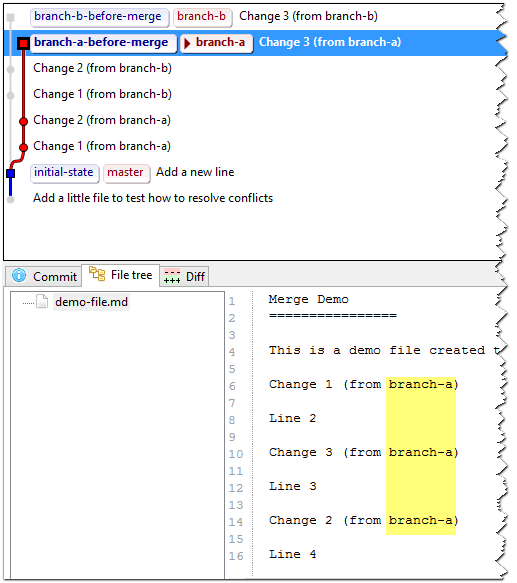 branch-b-before-merge branch-b Change 3 (from branch-b)
branch-a-before-merge branch-a Change 3 (from branch-a)
Change 2 (from branch-b)
Change 1 (from branch-b)
Change 2 (from branch-a)
Change 1 (from branch-a)
initial-state master Add a new line
Add a little file to test how to resolve conflicts
Commit File tree Diff
demo-file.md
1 Merge Demo
2 ================
3
4 This is a demo file created t
5
6 Change 1 (from branch-a)
7
8 Line 2
9
10 Change 3 (from branch-a)
11
12 Line 3
13
14 Change 2 (from branch-a)
15
16 Line 4